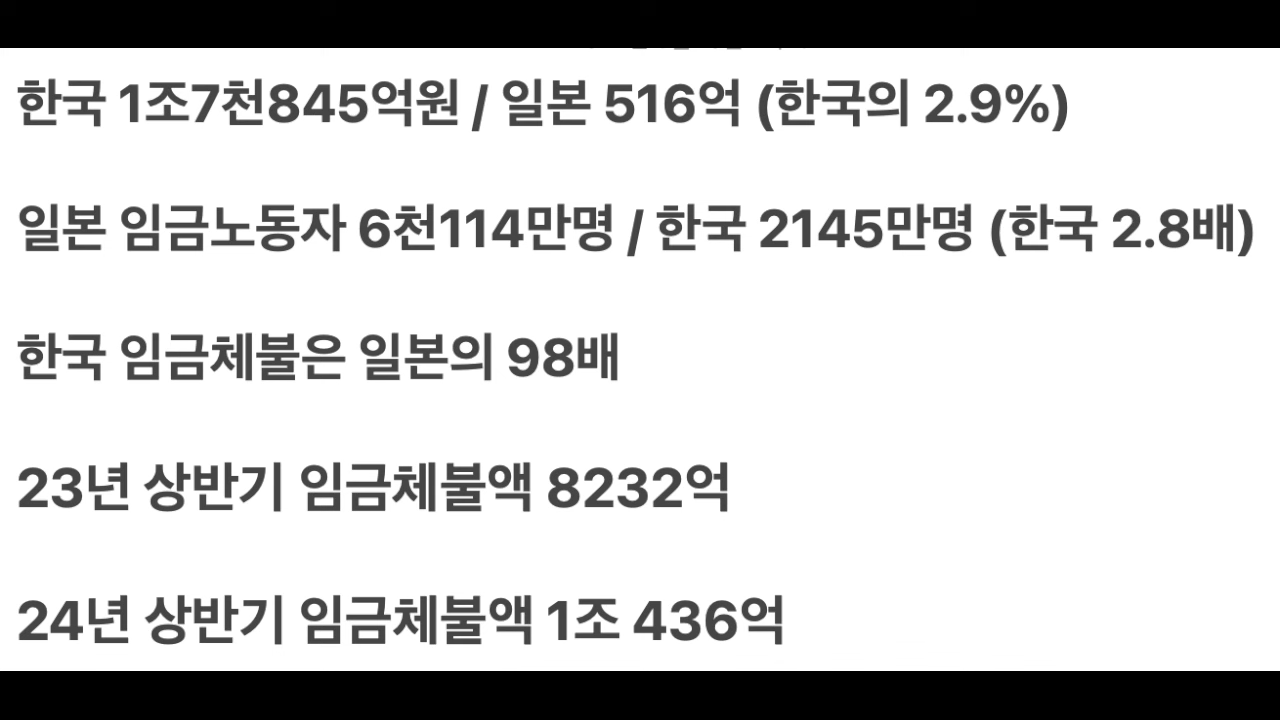 한국 1조7천845억원 / 일본 516억 (한국의 2.9%)
일본 임금노동자 6천114만명 / 한국 2145만명 (한국 2.8배)
한국 임금체불은 일본의 98배
23년 상반기 임금체불액 8232억
24년 상반기 임금체불액 1조 436억